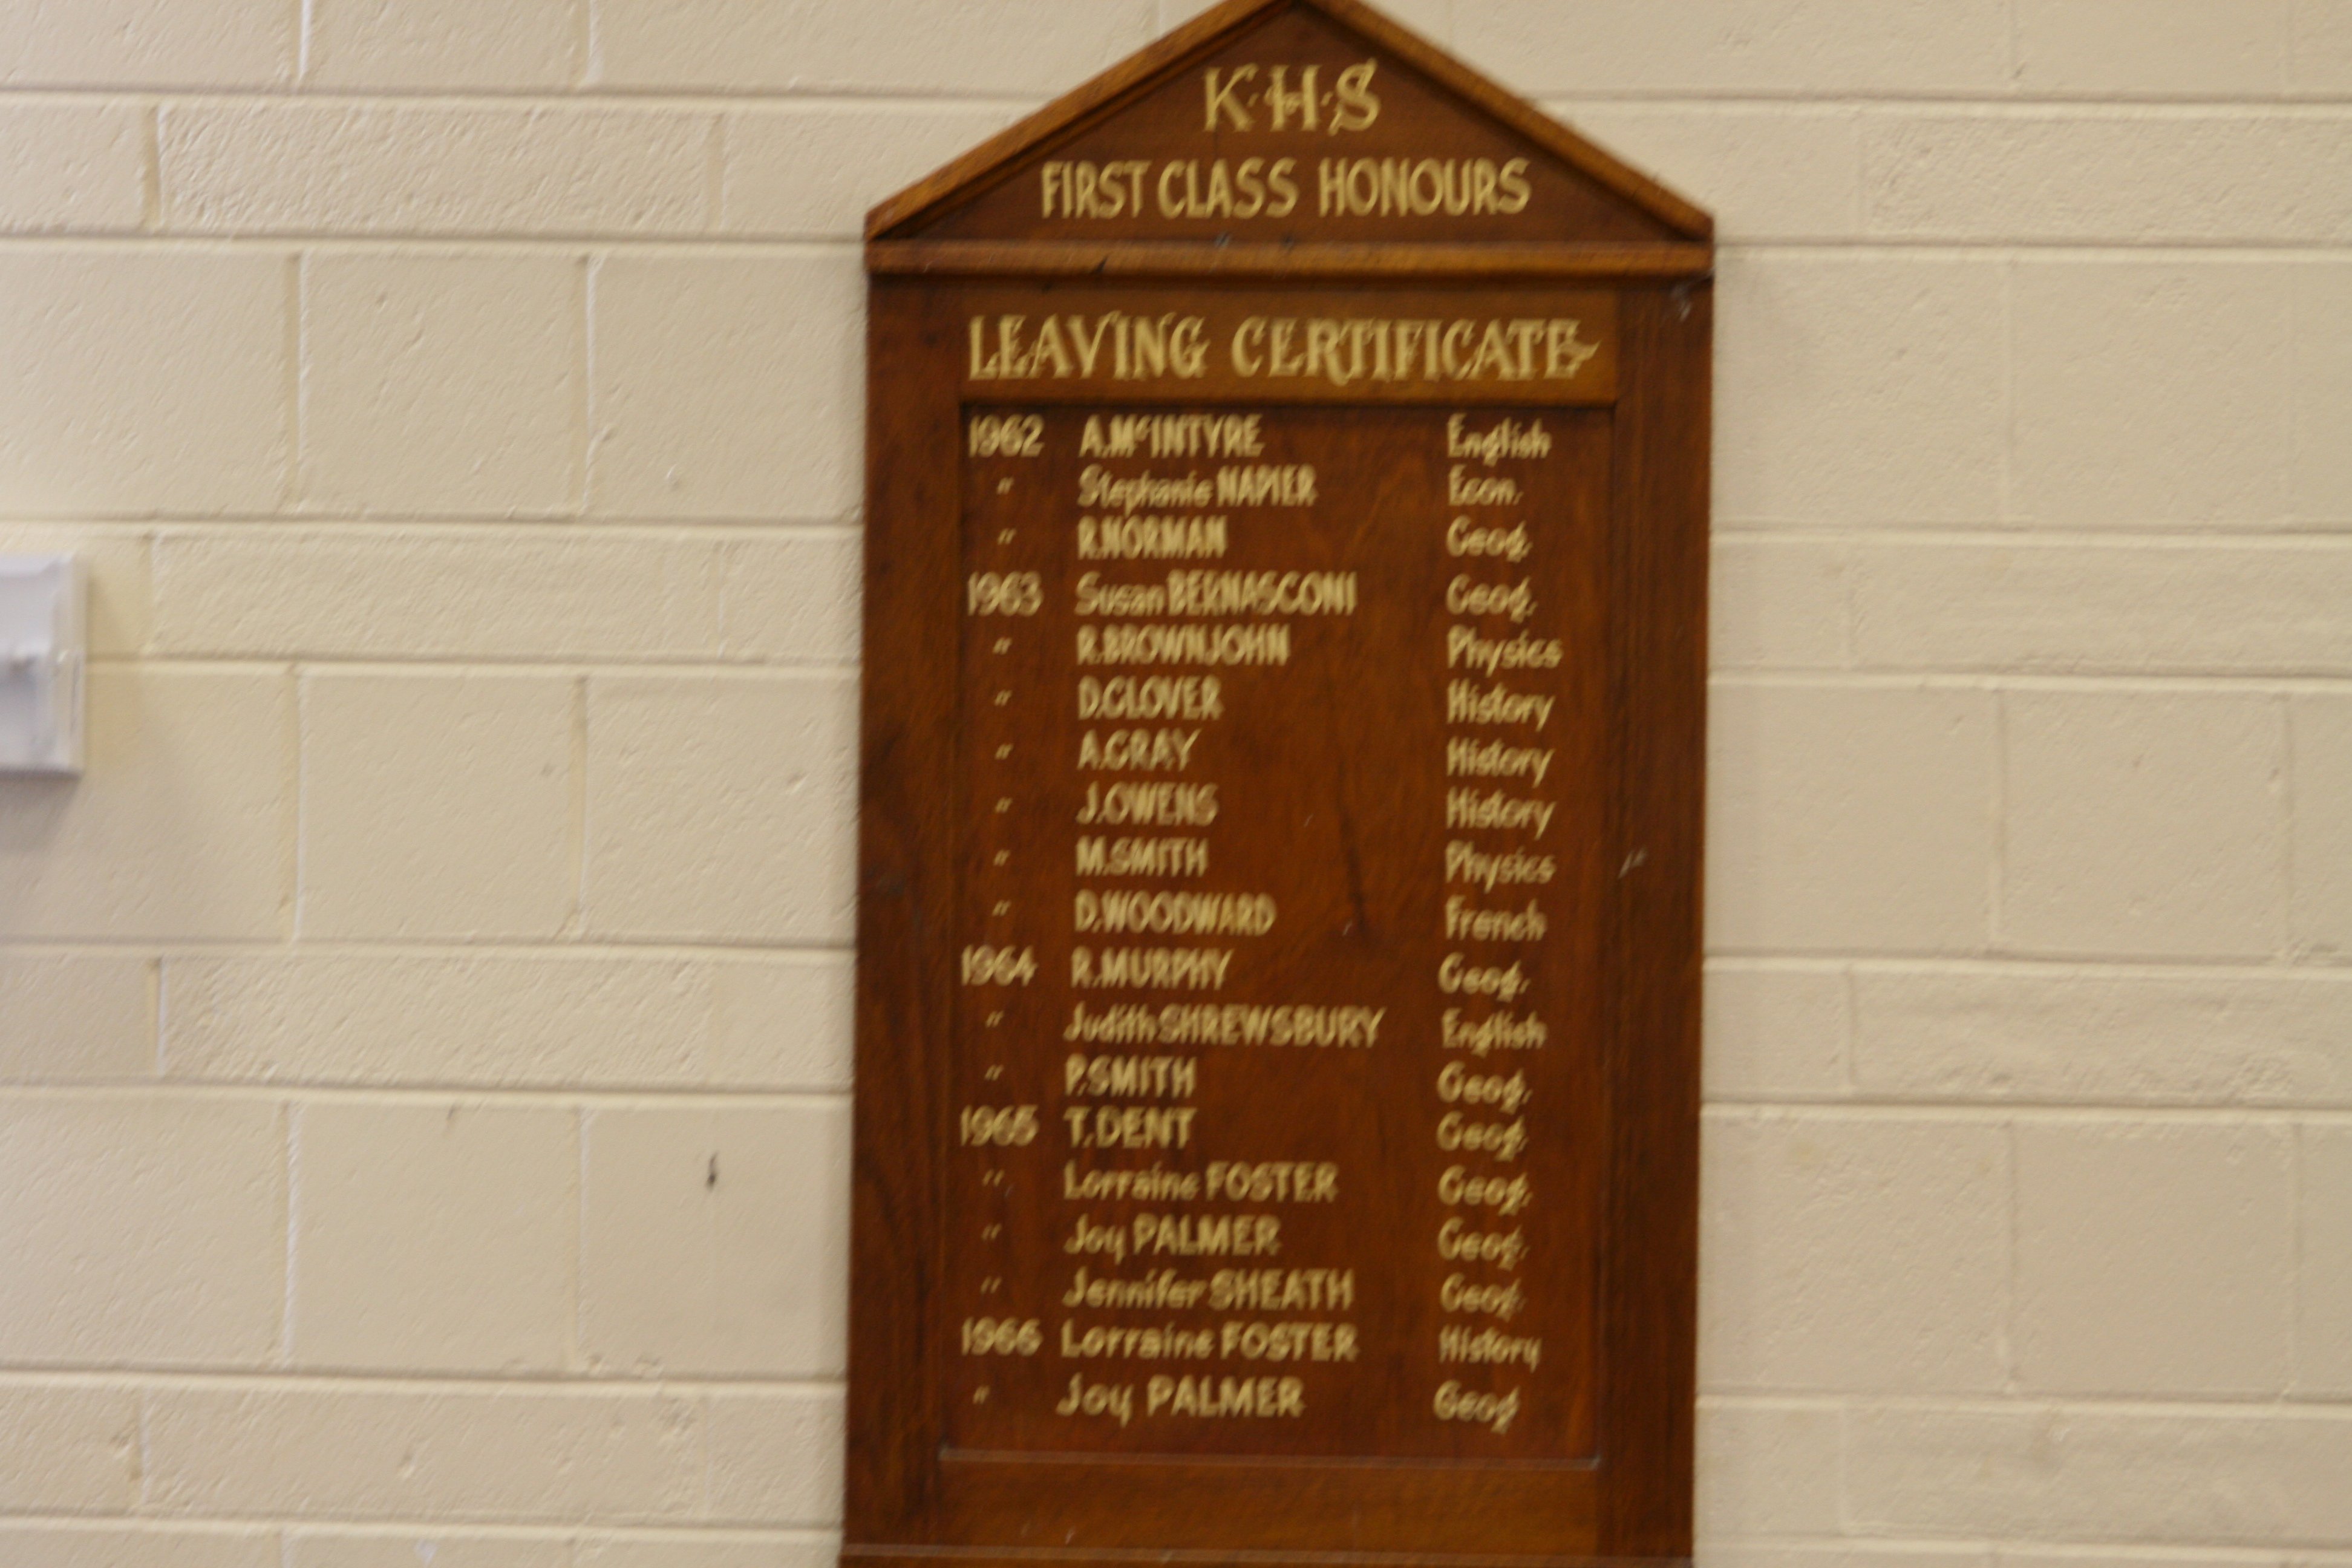 K·H·S
FIRST CLASS HONOURS
LEAVING CERTIFICATE
1962 A.McINTYRE English
" Stephanie NAPIER Econ.
" R.NORMAN Geog.
1963 Susan BERNASCONI Geog.
" R.BROWNJOHN Physics
" D.GLOVER History
" A.GRAY History
" J.OWENS History
" M.SMITH Physics
" D.WOODWARD French
1964 R.MURPHY Geog.
" Judith SHREWSBURY English
" P.SMITH Geog.
1965 T.DENT Geog.
" Lorraine FOSTER Geog.
" Joy PALMER Geog.
" Jennifer SHEATH Geog.
1966 Lorraine FOSTER History
" Joy PALMER Geog